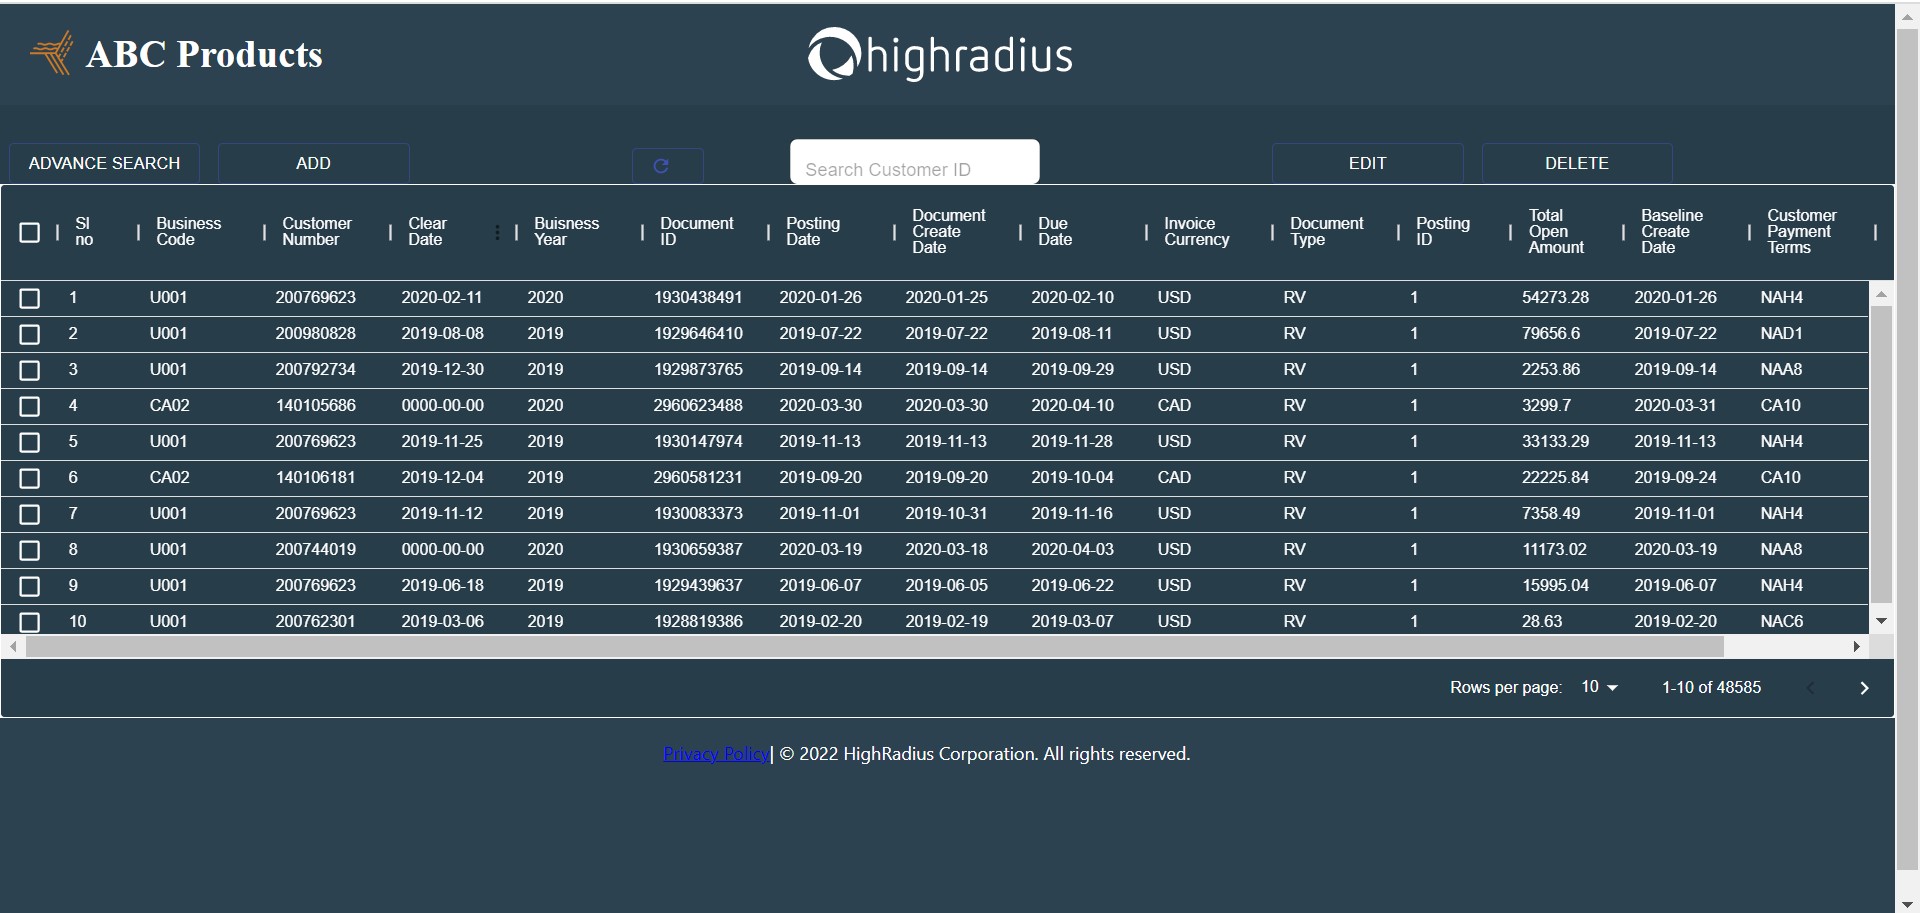 ABC Products
highradius
ADVANCE SEARCH ADD Search Customer ID EDIT DELETE
Sl no Business Code Customer Number Clear Date Buisness Year Document ID Posting Date Document Create Date Due Date Invoice Currency Document Type Posting ID Total Open Amount Baseline Create Date Customer Payment Terms
1 U001 200769623 2020-02-11 2020 1930438491 2020-01-26 2020-01-25 2020-02-10 USD RV 1 54273.28 2020-01-26 NAH4
2 U001 200980828 2019-08-08 2019 1929646410 2019-07-22 2019-07-22 2019-08-11 USD RV 1 79656.6 2019-07-22 NAD1
3 U001 200792734 2019-12-30 2019 1929873765 2019-09-14 2019-09-14 2019-09-29 USD RV 1 2253.86 2019-09-14 NAA8
4 CA02 140105686 0000-00-00 2020 2960623488 2020-03-30 2020-03-30 2020-04-10 CAD RV 1 3299.7 2020-03-31 CA10
5 U001 200769623 2019-11-25 2019 1930147974 2019-11-13 2019-11-13 2019-11-28 USD RV 1 33133.29 2019-11-13 NAH4
6 CA02 140106181 2019-12-04 2019 2960581231 2019-09-20 2019-09-20 2019-10-04 CAD RV 1 22225.84 2019-09-24 CA10
7 U001 200769623 2019-11-12 2019 1930083373 2019-11-01 2019-10-31 2019-11-16 USD RV 1 7358.49 2019-11-01 NAH4
8 U001 200744019 0000-00-00 2020 1930659387 2020-03-19 2020-03-18 2020-04-03 USD RV 1 11173.02 2020-03-19 NAA8
9 U001 200769623 2019-06-18 2019 1929439637 2019-06-07 2019-06-05 2019-06-22 USD RV 1 15995.04 2019-06-07 NAH4
10 U001 200762301 2019-03-06 2019 1928819386 2019-02-20 2019-02-19 2019-03-07 USD RV 1 28.63 2019-02-20 NAC6
Rows per page: 10 1-10 of 48585
Privacy Policy| © 2022 HighRadius Corporation. All rights reserved.